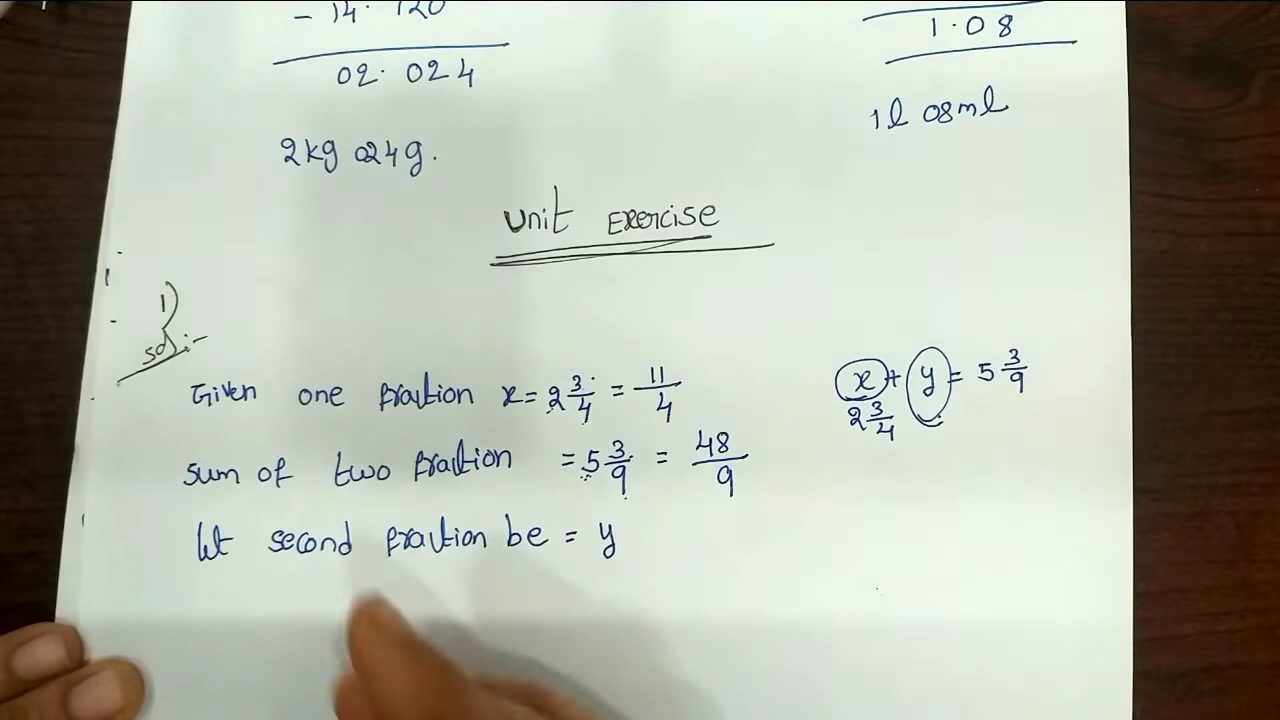 - 14. 120
02. 024
1.08
2kg 024g.
1l 08ml
Unit Exercise
1)
sol:-
Given one fraction x = 2 3/4 = 11/4
x + y = 5 3/9
2 3/4
sum of two fraction = 5 3/9 = 48/9
let second fraction be = y